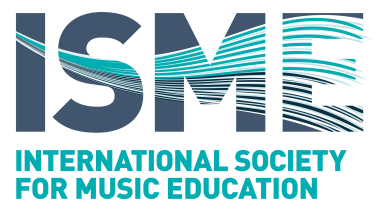 ISME
INTERNATIONAL SOCIETY
FOR MUSIC EDUCATION